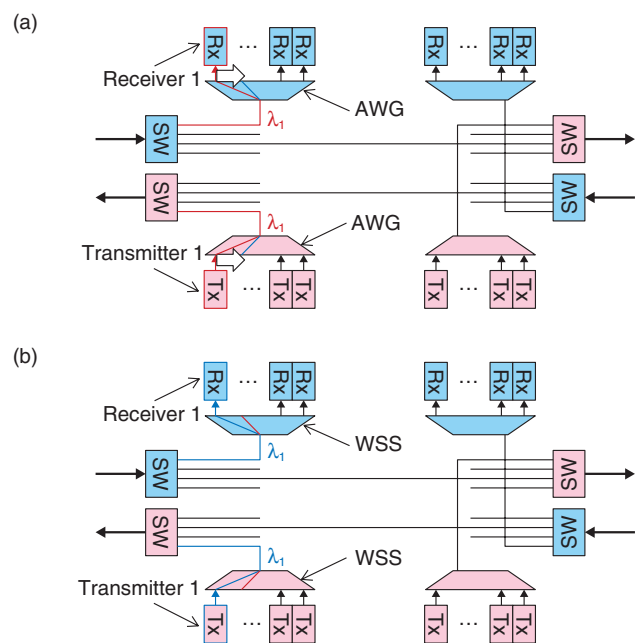 (a)
Rx ... Rx Rx Rx ... Rx Rx
Receiver 1
AWG
λ1
SW SW
SW SW
λ1
AWG
Transmitter 1
Tx ... Tx Tx Tx ... Tx Tx
(b)
Rx ... Rx Rx Rx ... Rx Rx
Receiver 1
WSS
λ1
SW SW
SW SW
λ1
WSS
Transmitter 1
Tx ... Tx Tx Tx ... Tx Tx